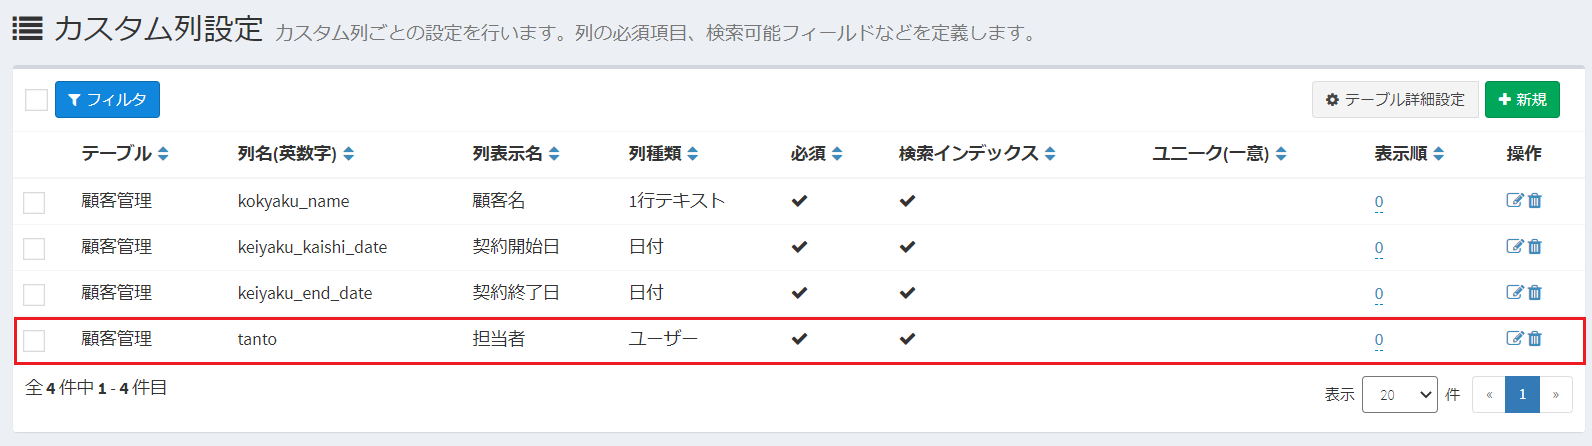 カスタム列設定 カスタム列ごとの設定を行います。列の必須項目、検索可能フィールドなどを定義します。
フィルタ テーブル詳細設定 新規
テーブル 列名(英数字) 列表示名 列種類 必須 検索インデックス ユニーク(一意) 表示順 操作
顧客管理 kokyaku_name 顧客名 1行テキスト 0
顧客管理 keiyaku_kaishi_date 契約開始日 日付 0
顧客管理 keiyaku_end_date 契約終了日 日付 0
顧客管理 tanto 担当者 ユーザー 0
全 4 件中 1 - 4 件目 表示 20 件 « 1 »